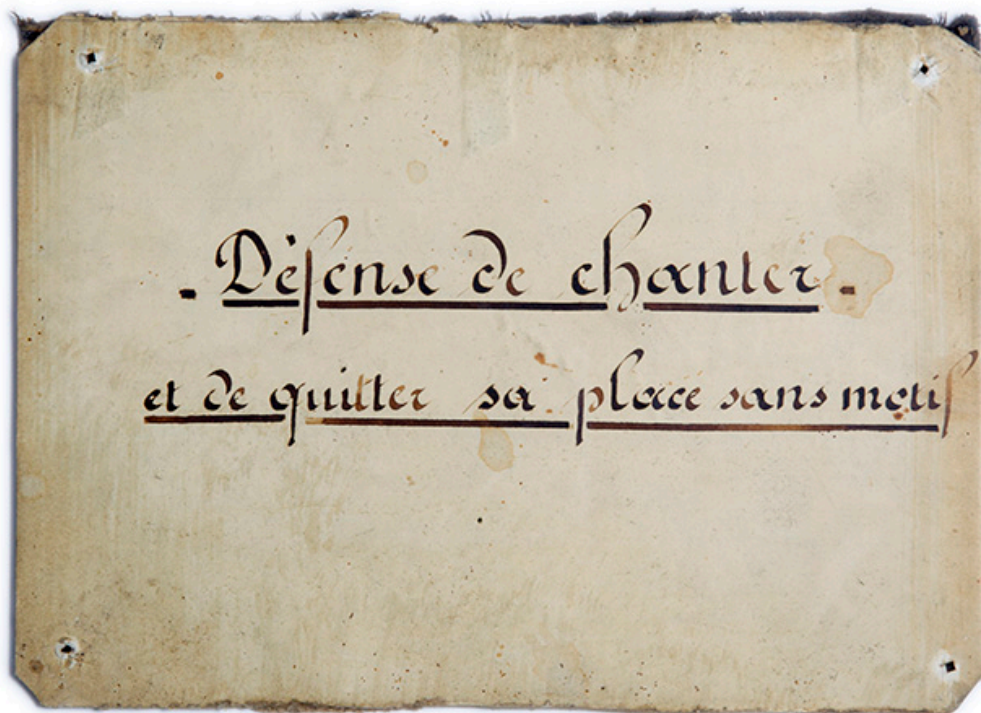 - Défense de chanter -
et de quitter sa place sans motif